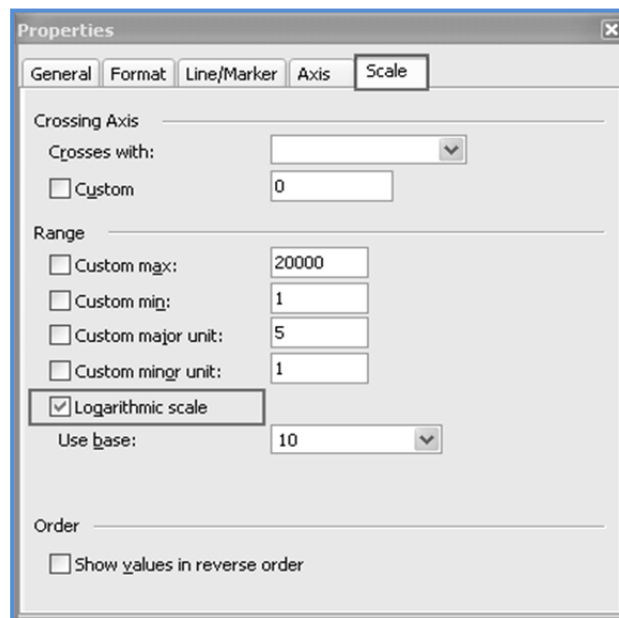 Properties
General Format Line/Marker Axis Scale
Crossing Axis
Crosses with:
Custom 0
Range
Custom max: 20000
Custom min: 1
Custom major unit: 5
Custom minor unit: 1
Logarithmic scale
Use base: 10
Order
Show values in reverse order